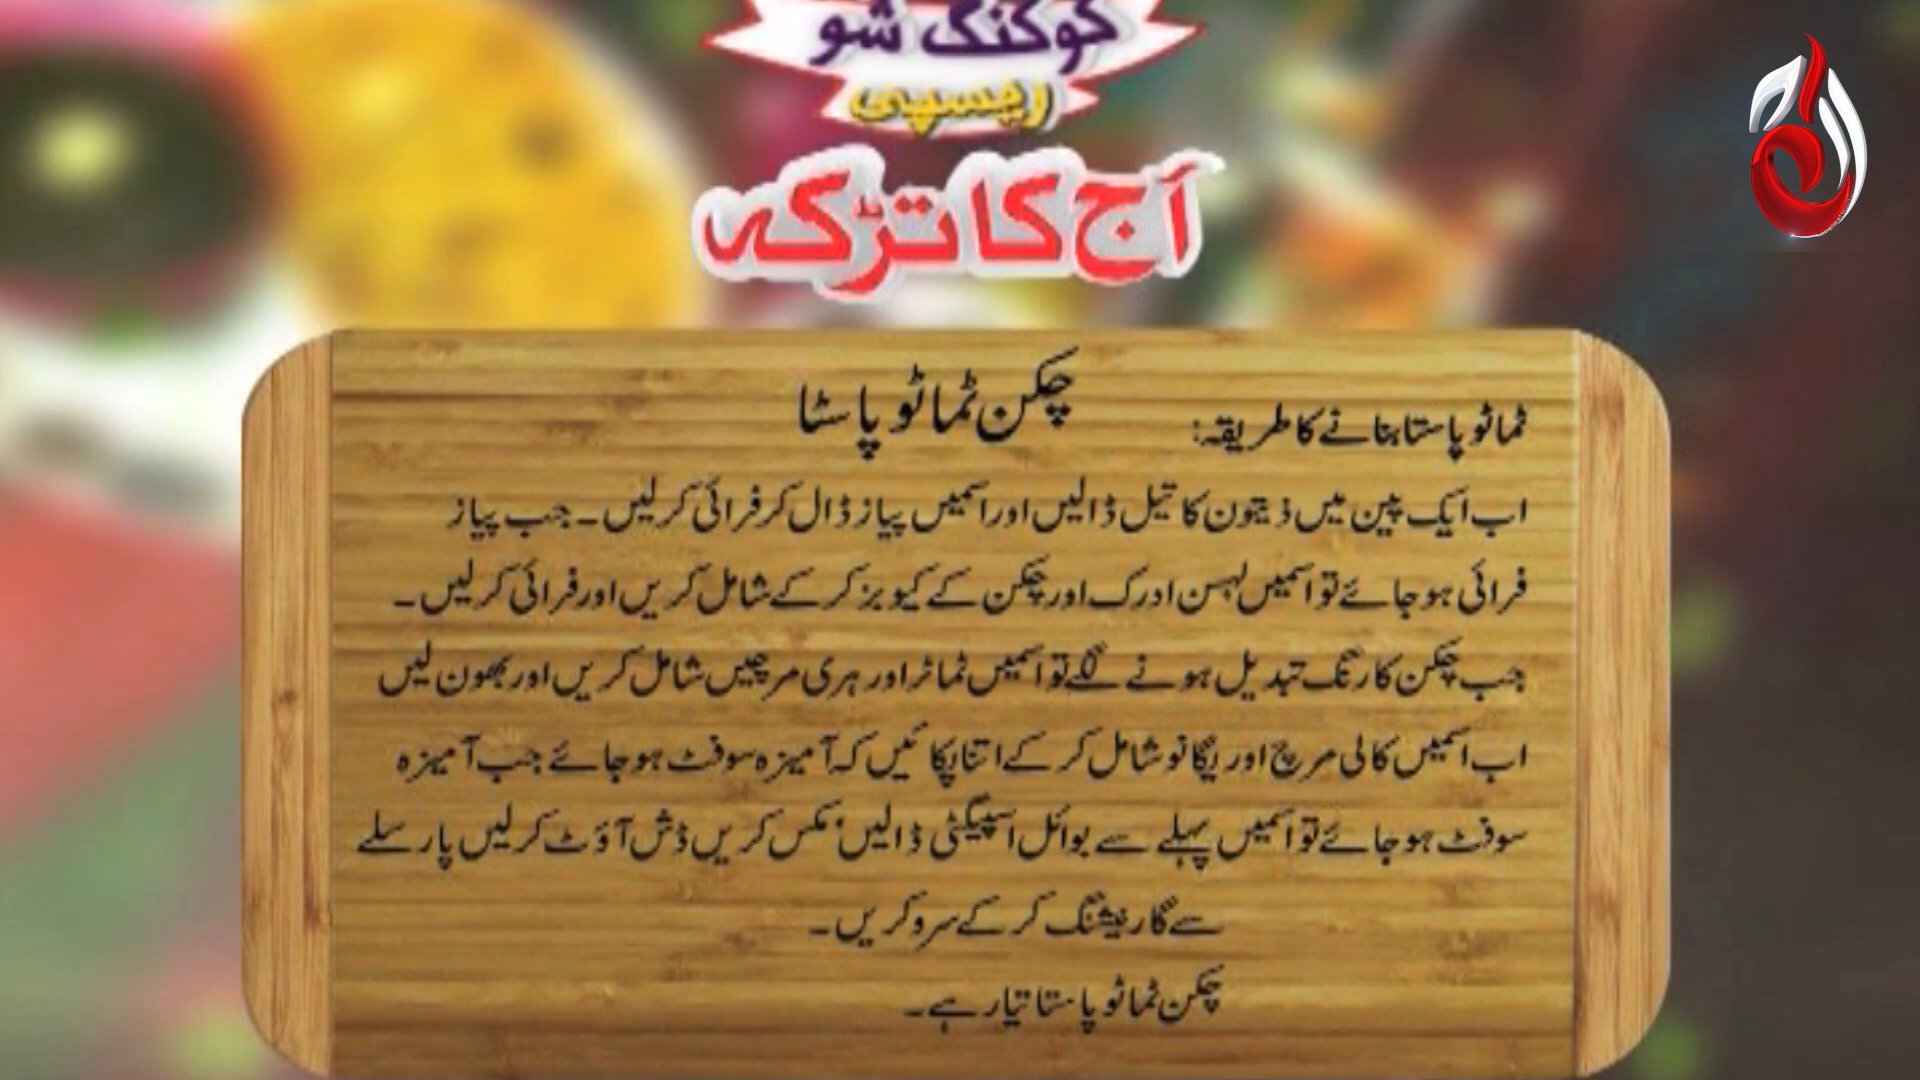 کوکنگ شو
ریسپی
آج کا تڑکہ
چکن ٹماٹو پاسٹا
ٹماٹو پاستا بنانے کا طریقہ:
اب ایک پین میں ذیتون کا تیل ڈالیں اور اسمیں پیاز ڈال کر فرائی کرلیں۔ جب پیاز
فرائی ہوجائے تو اسمیں لہسن ادرک اور چکن کے کیوبز کر کے شامل کریں اور فرائی کرلیں۔
جب چکن کا رنگ تبدیل ہونے لگے تو اسمیں ٹماٹر اور ہری مرچیں شامل کریں اور بھون لیں
اب اسمیں کالی مرچ اور یگانو شامل کر کے اتنا پکائیں کہ آمیزہ سوفٹ ہوجائے جب آمیزہ
سوفٹ ہوجائے تو اسمیں پہلے سے بوائل اسپیگٹی ڈالیں' مکس کریں ڈش آؤٹ کرلیں پارسلے
سے گارنیشنگ کر کے سرو کریں۔
چکن ٹماٹو پاستا تیار ہے۔